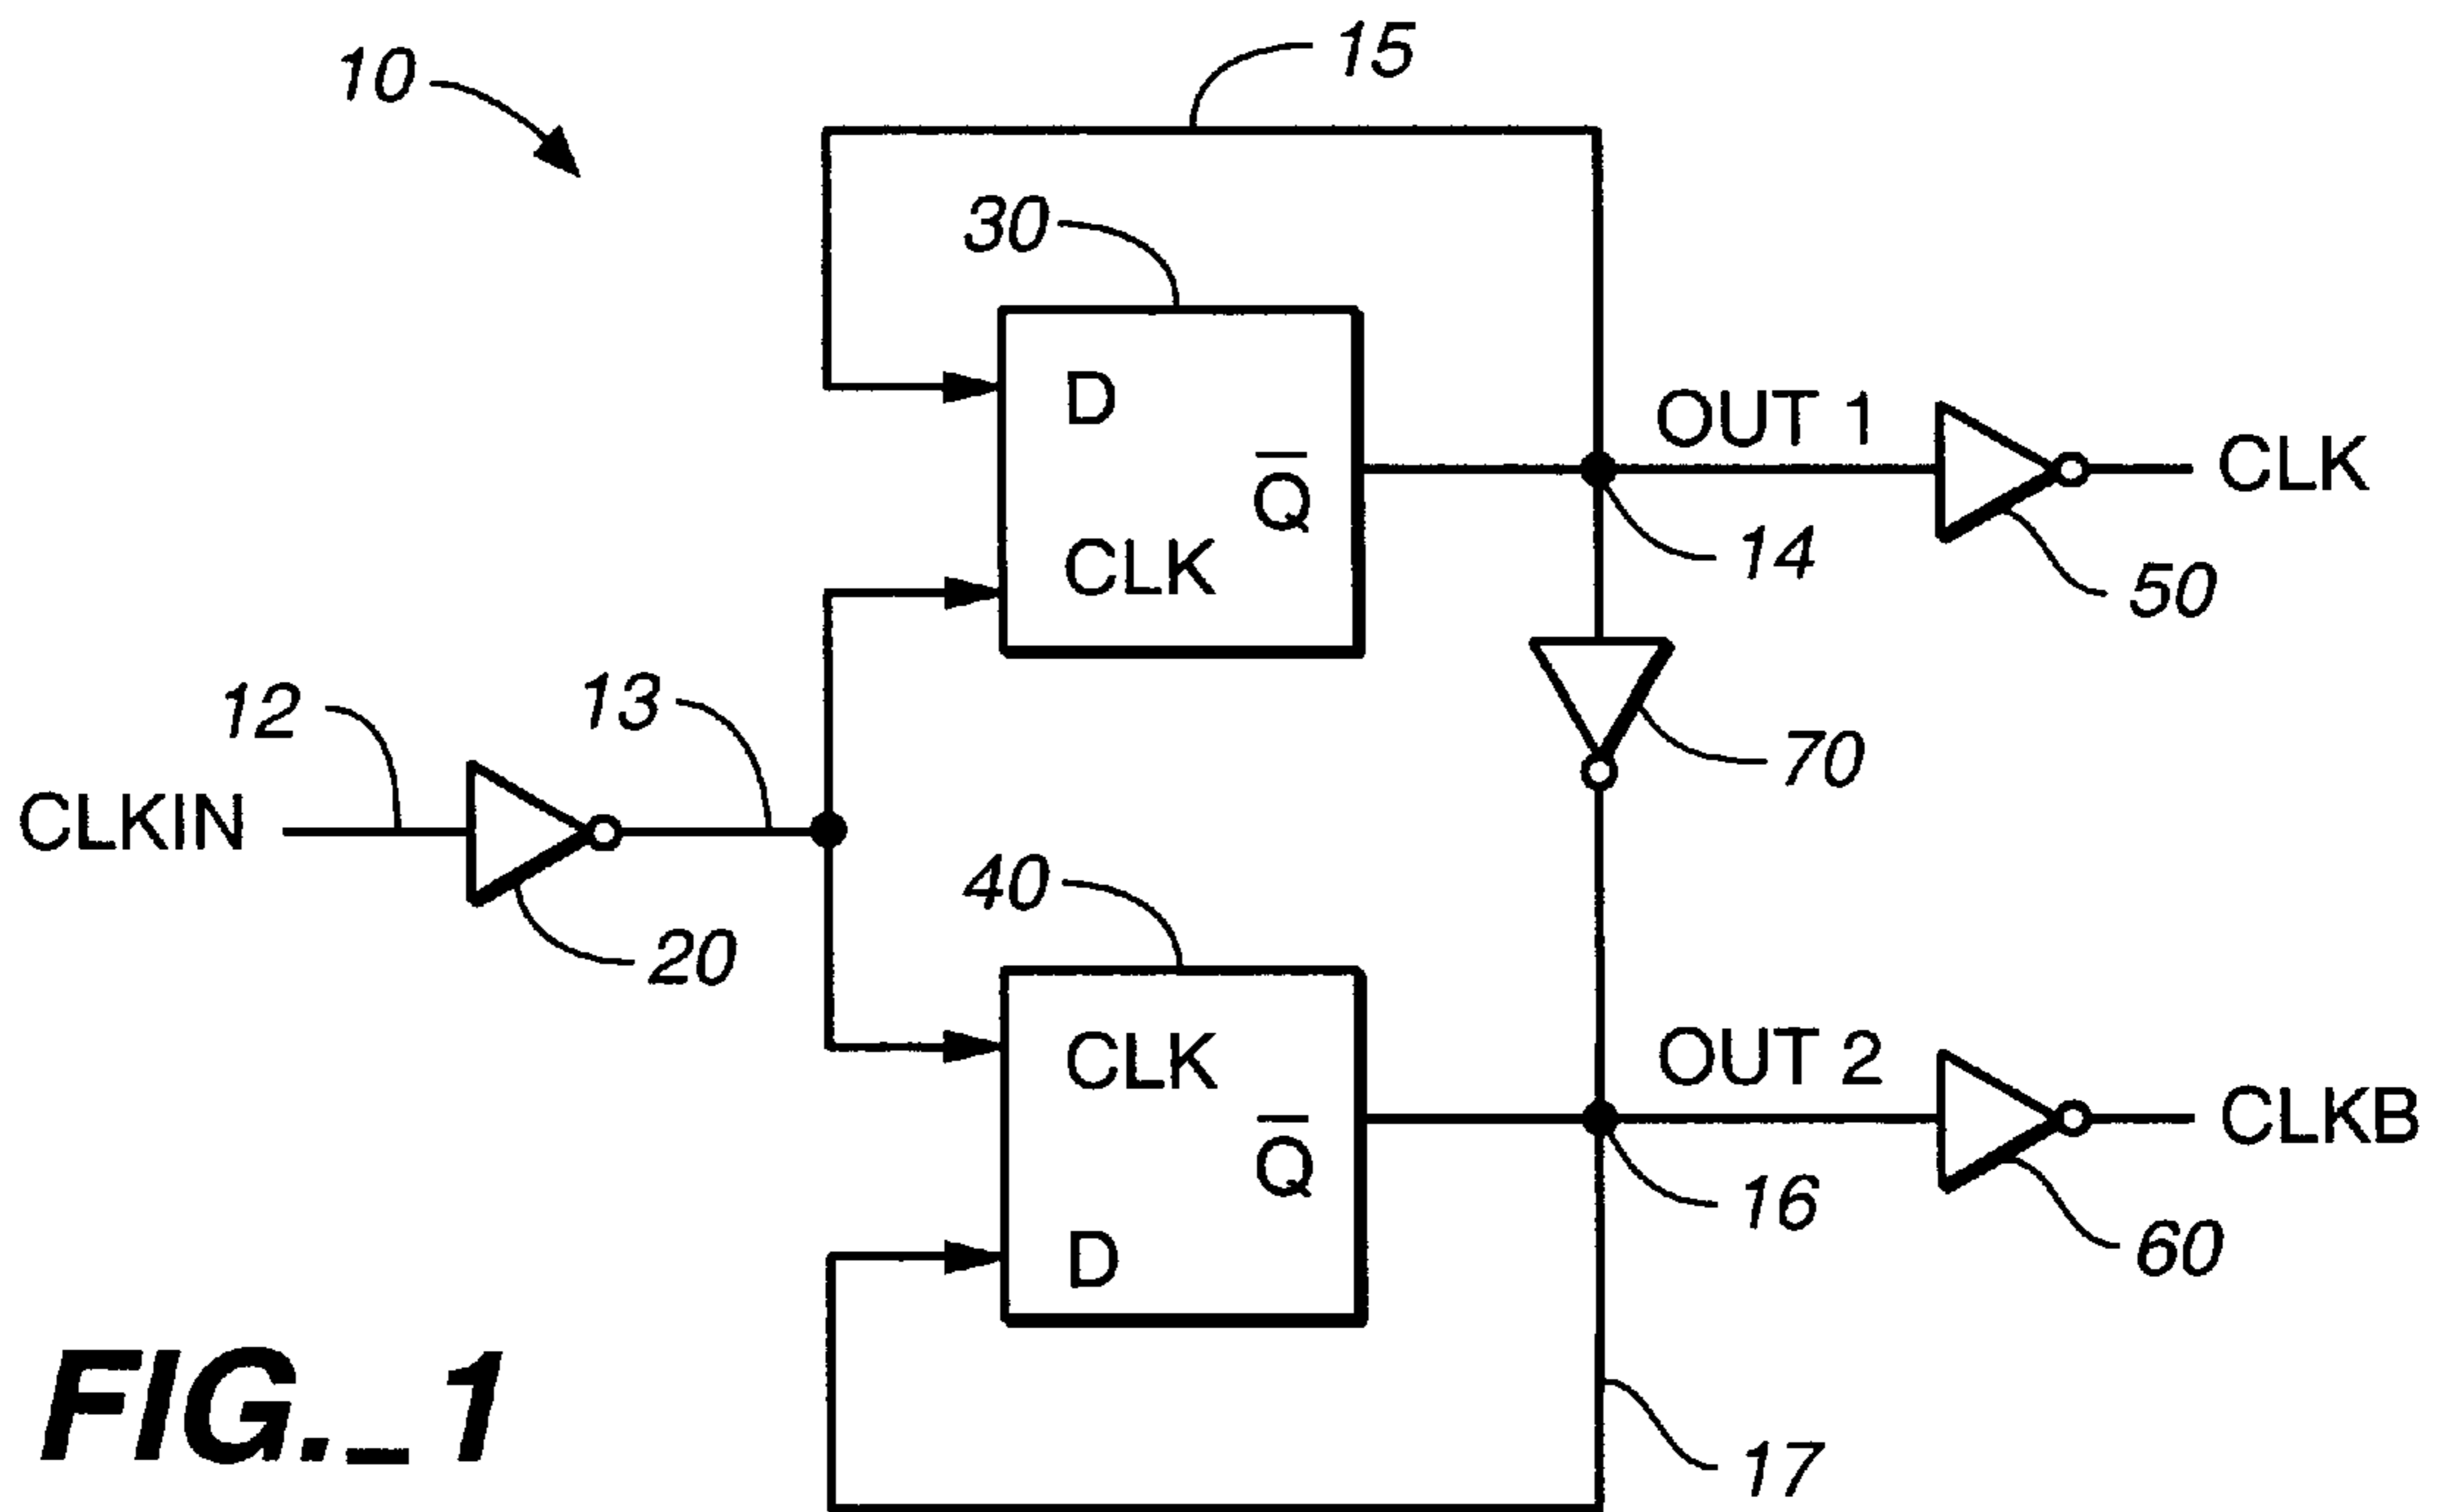 10
15
30
D
Q̅
CLK
OUT 1
CLK
14
50
12
13
CLKIN
20
70
40
CLK
Q̅
D
OUT 2
CLKB
16
60
17
FIG._1